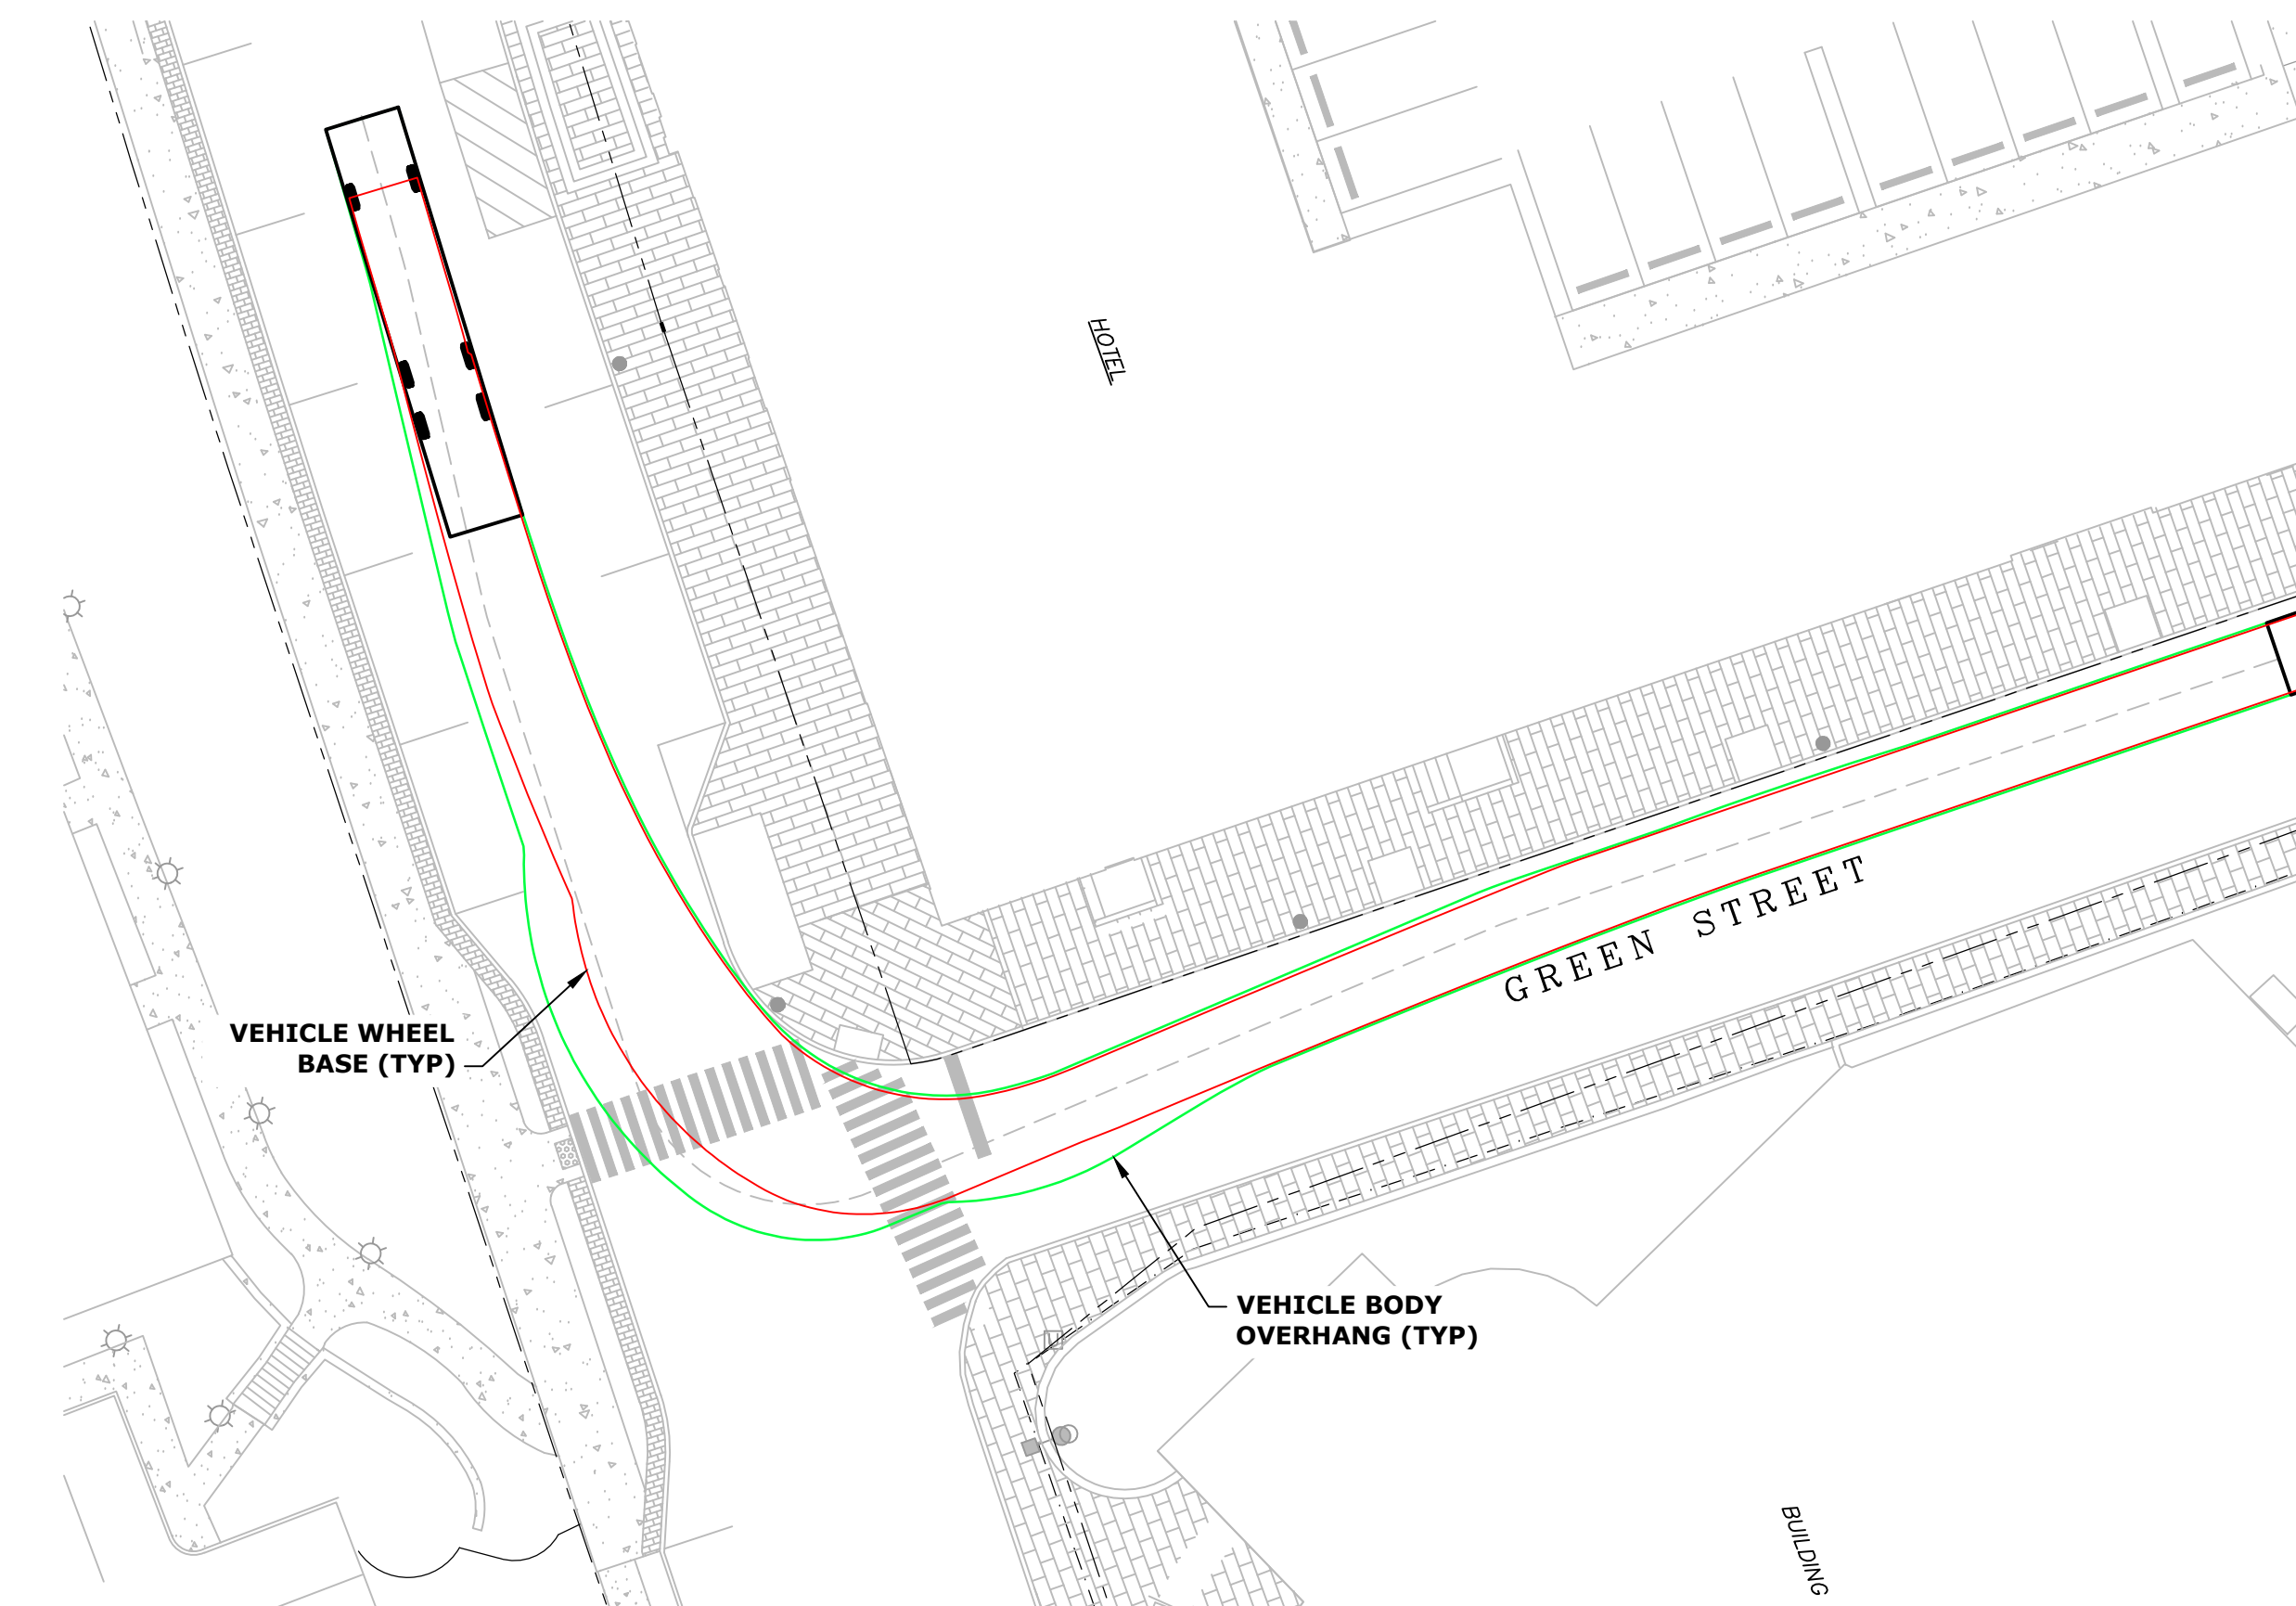 HOTEL
GREEN STREET
VEHICLE WHEEL
BASE (TYP)
VEHICLE BODY
OVERHANG (TYP)
U
BUILDING